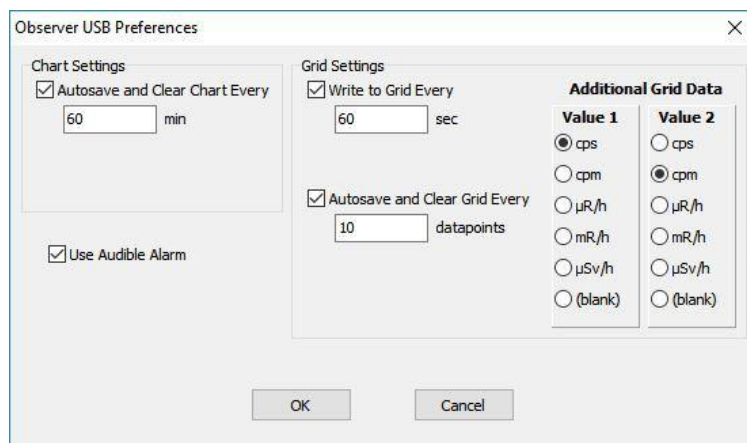 Observer USB Preferences
Chart Settings
Autosave and Clear Chart Every
60 min
Use Audible Alarm
Grid Settings
Write to Grid Every
60 sec
Autosave and Clear Grid Every
10 datapoints
Additional Grid Data
Value 1
cps
cpm
µR/h
mR/h
µSv/h
(blank)
Value 2
cps
cpm
µR/h
mR/h
µSv/h
(blank)
OK
Cancel